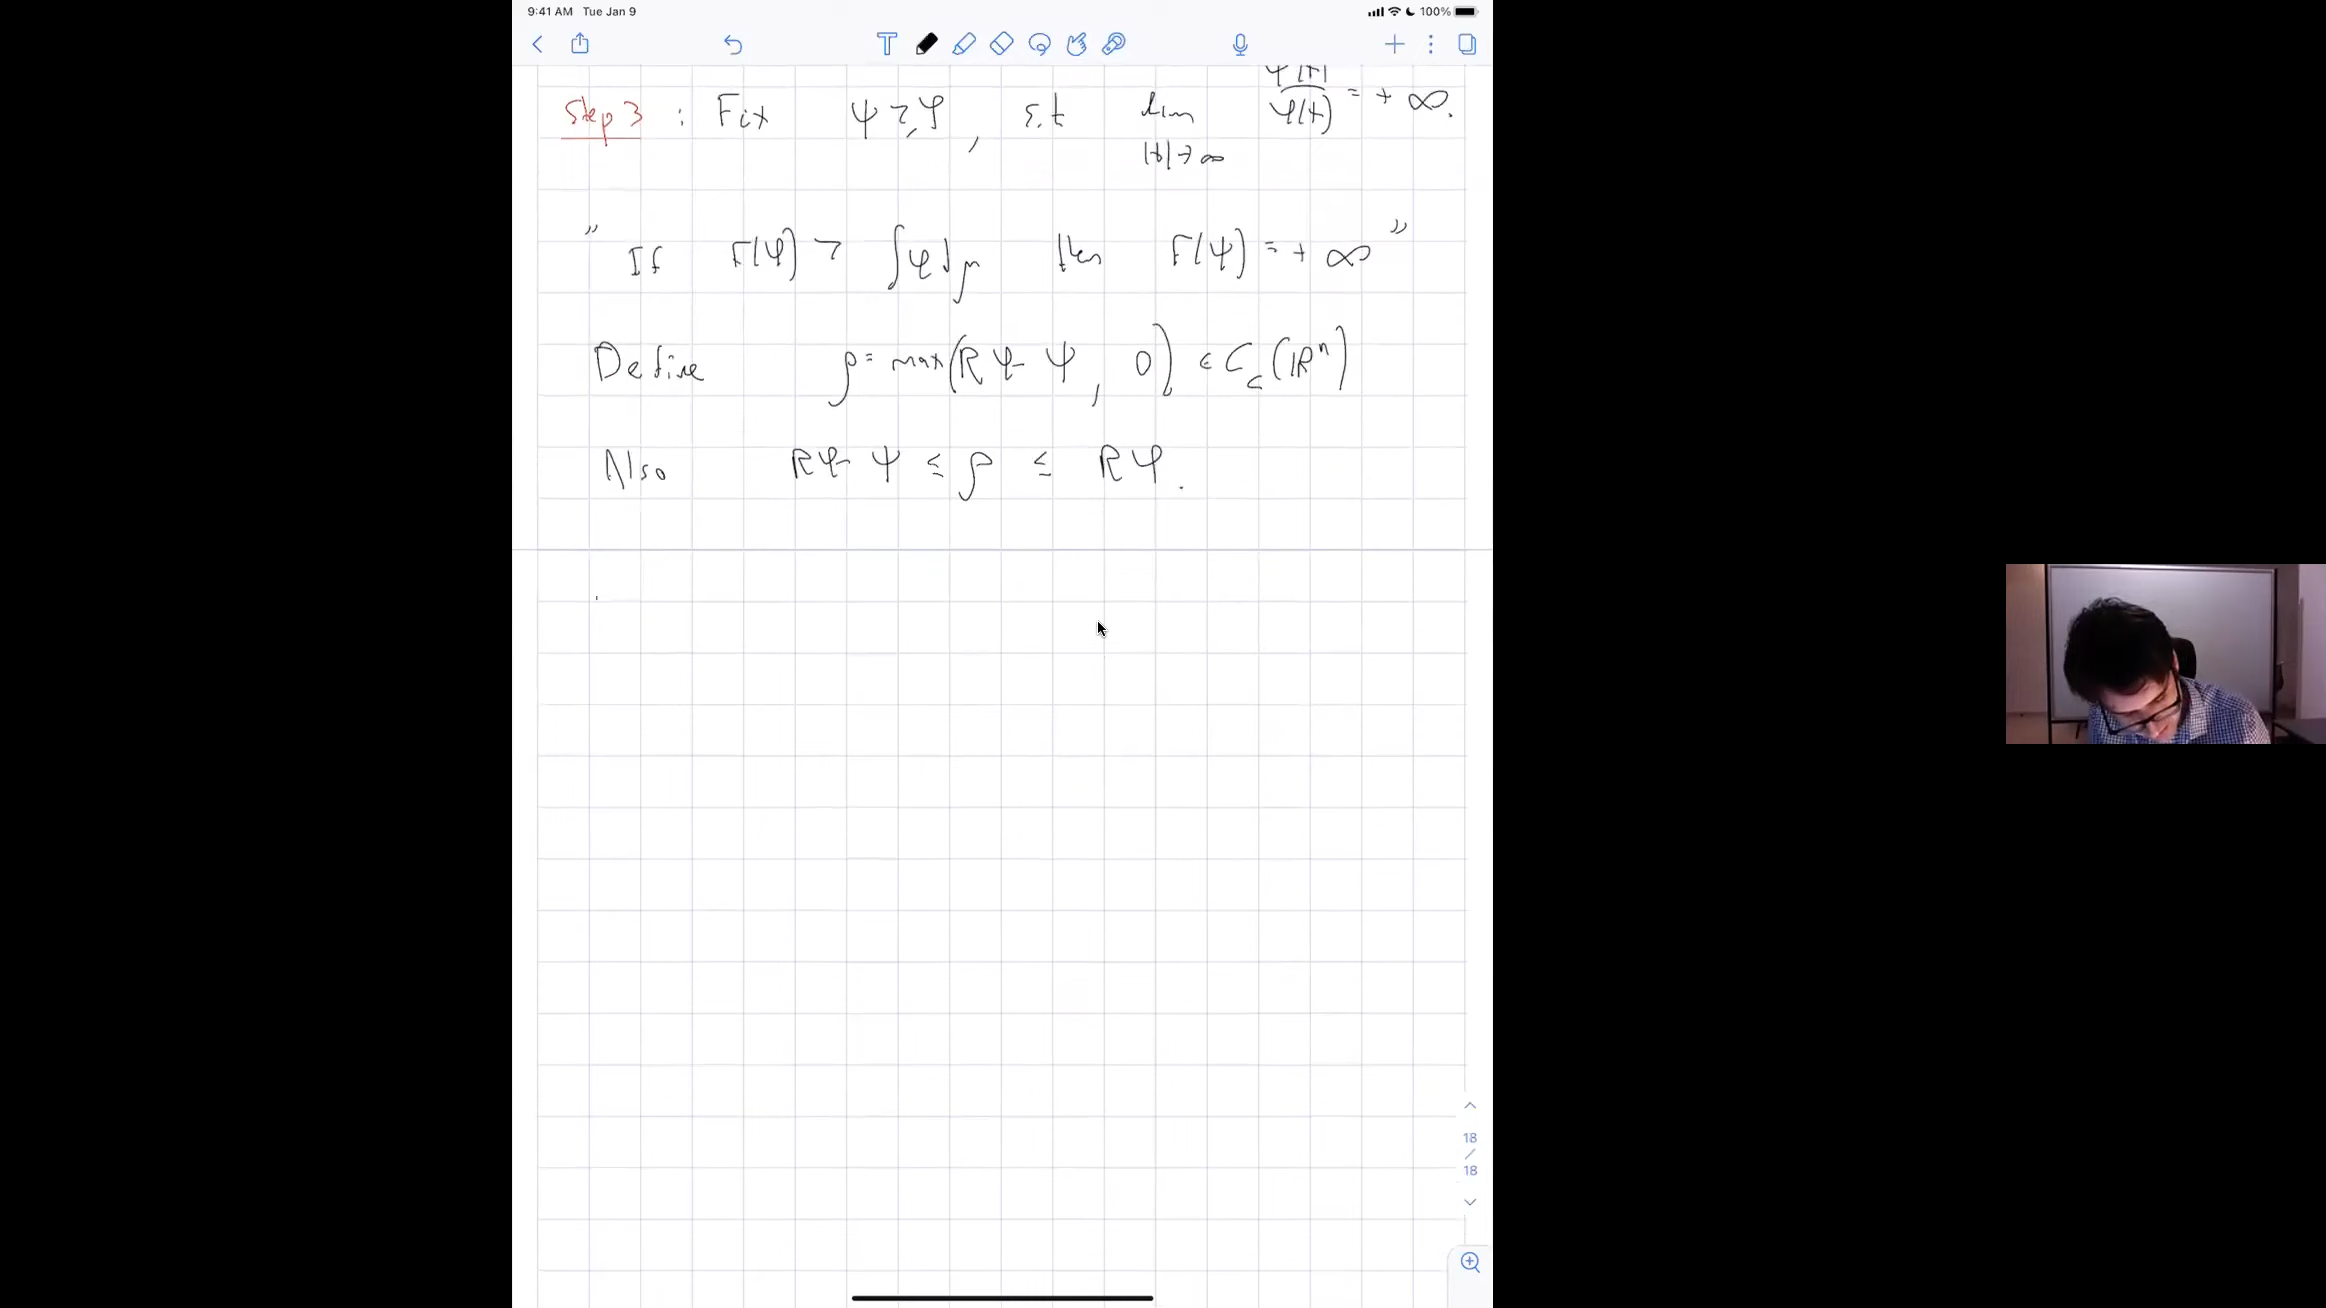 9:41 AM Tue Jan 9 100%
Step 3 : Fix ψ ≥ φ , s.t lim |t|→∞ ψ(t)/φ(t) = + ∞.
" If F(φ) > ∫φdμ then F(ψ) = + ∞ "
Define ρ = max(Rφ - ψ , 0) ∈ C_c(ℝⁿ)
Also Rφ - ψ ≤ ρ ≤ Rφ.
18
/
18